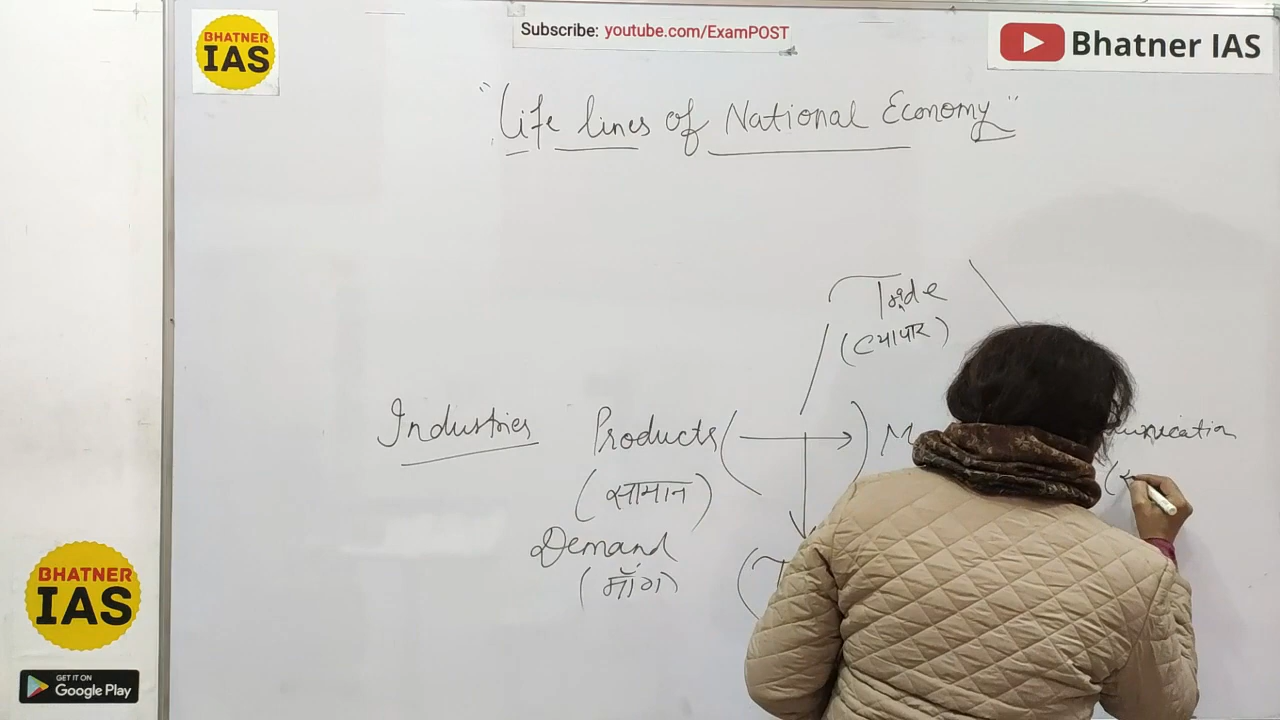 BHATNER
IAS
Subscribe: youtube.com/ExamPOST
Bhatner IAS
"Life lines of National Economy"
Trade
(व्यापार)
Industries Products
(सामान)
Demand
(माँग)
BHATNER
IAS
GET IT ON
Google Play